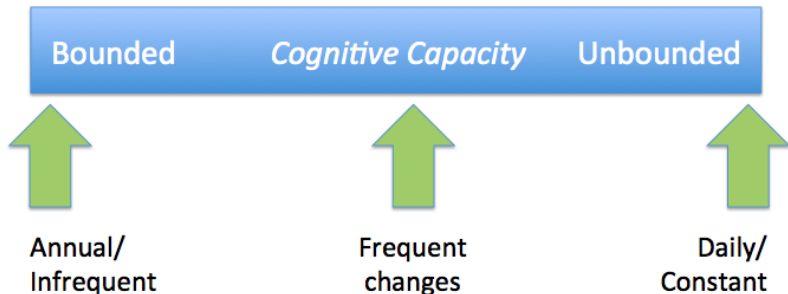 Bounded Cognitive Capacity Unbounded
Annual/ Frequent Daily/
Infrequent changes Constant